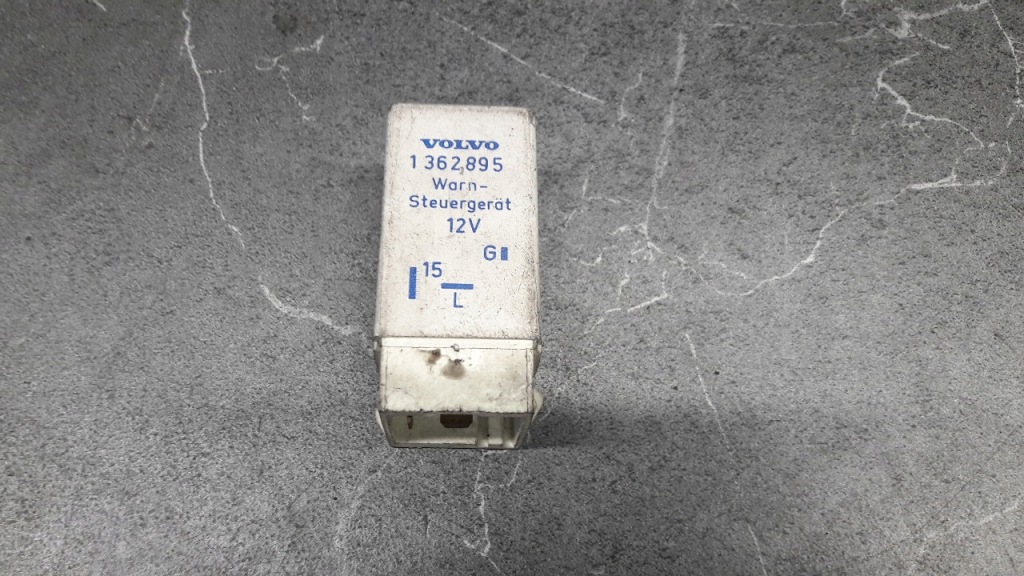 VOLVO
1 362 895
Warn-
Steuergerät
12V
G
15
L